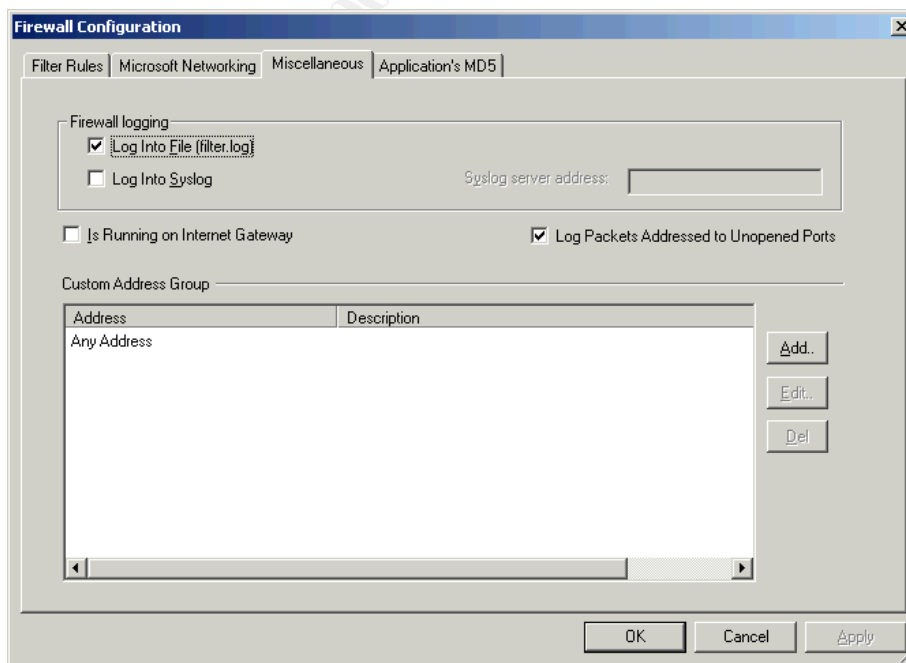 Firewall Configuration
Filter Rules Microsoft Networking Miscellaneous Application's MD5
Firewall logging
Log Into File (filter.log)
Log Into Syslog Syslog server address:
Is Running on Internet Gateway Log Packets Addressed to Unopened Ports
Custom Address Group
Address Description
Any Address
Add..
Edit..
Del
OK Cancel Apply